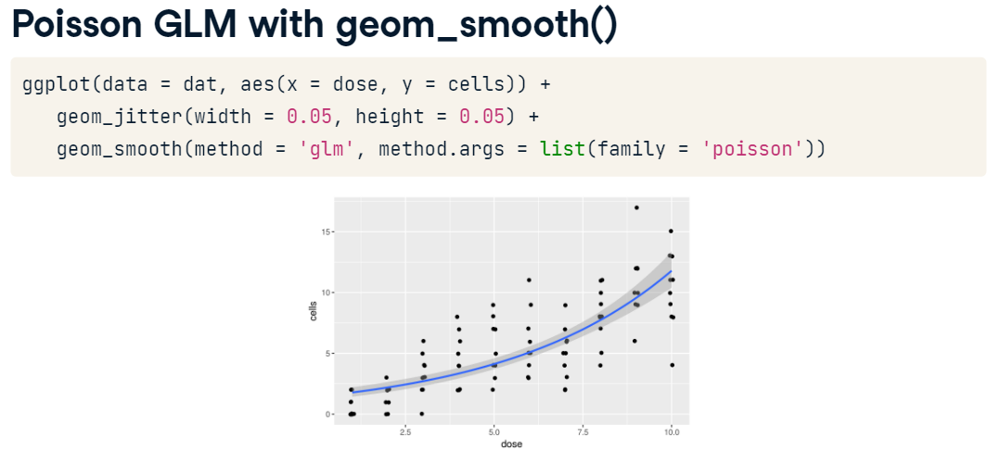 Poisson GLM with geom_smooth()
ggplot(data = dat, aes(x = dose, y = cells)) +
geom_jitter(width = 0.05, height = 0.05) +
geom_smooth(method = 'glm', method.args = list(family = 'poisson'))
15
10
cells
5
0
2.5 5.0 7.5 10.0
dose